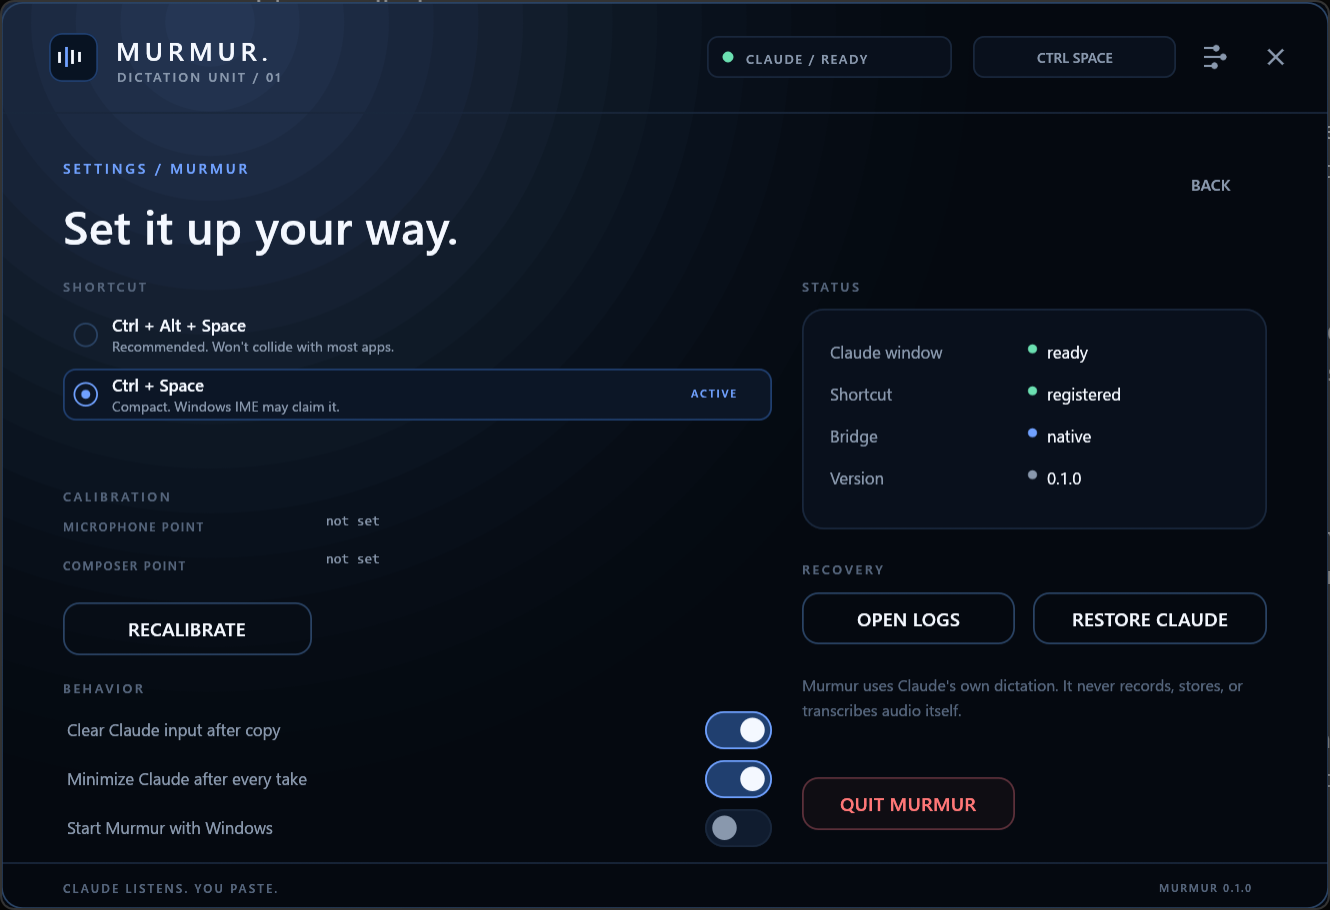 MURMUR.
DICTATION UNIT / 01
CLAUDE / READY
CTRL SPACE
SETTINGS / MURMUR
BACK
Set it up your way.
SHORTCUT
Ctrl + Alt + Space
Recommended. Won't collide with most apps.
Ctrl + Space
Compact. Windows IME may claim it.
ACTIVE
CALIBRATION
MICROPHONE POINT not set
COMPOSER POINT not set
RECALIBRATE
BEHAVIOR
Clear Claude input after copy
Minimize Claude after every take
Start Murmur with Windows
STATUS
Claude window ready
Shortcut registered
Bridge native
Version 0.1.0
RECOVERY
OPEN LOGS
RESTORE CLAUDE
Murmur uses Claude's own dictation. It never records, stores, or
transcribes audio itself.
QUIT MURMUR
CLAUDE LISTENS. YOU PASTE.
MURMUR 0.1.0